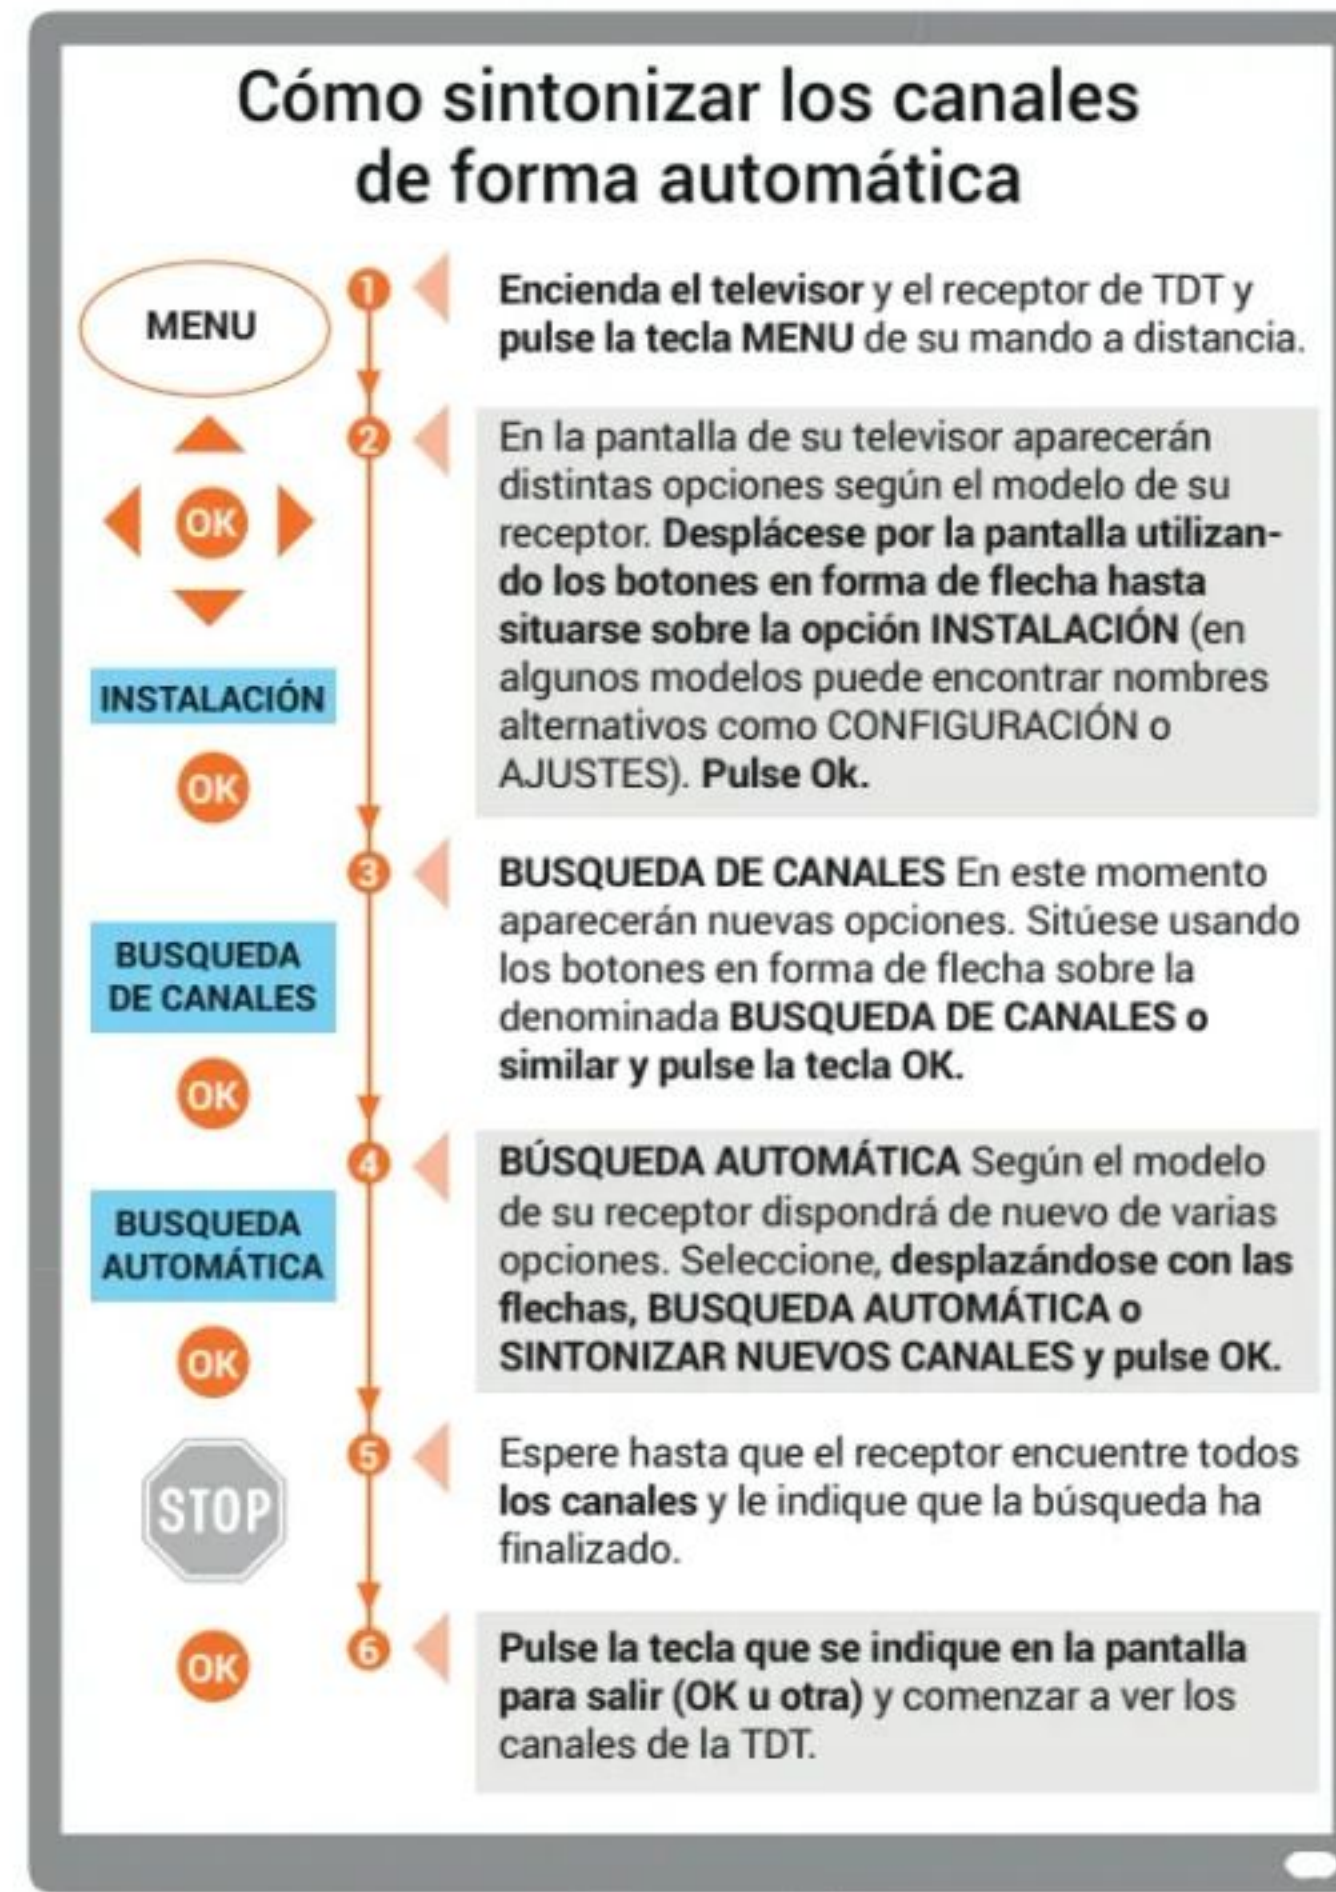 Cómo sintonizar los canales
de forma automática
MENU
1
Encienda el televisor y el receptor de TDT y
pulse la tecla MENU de su mando a distancia.
OK
INSTALACIÓN
OK
2
En la pantalla de su televisor aparecerán
distintas opciones según el modelo de su
receptor. Desplácese por la pantalla utilizan-
do los botones en forma de flecha hasta
situarse sobre la opción INSTALACIÓN (en
algunos modelos puede encontrar nombres
alternativos como CONFIGURACIÓN o
AJUSTES). Pulse Ok.
BUSQUEDA
DE CANALES
OK
3
BUSQUEDA DE CANALES En este momento
aparecerán nuevas opciones. Sitúese usando
los botones en forma de flecha sobre la
denominada BUSQUEDA DE CANALES o
similar y pulse la tecla OK.
BUSQUEDA
AUTOMÁTICA
OK
4
BÚSQUEDA AUTOMÁTICA Según el modelo
de su receptor dispondrá de nuevo de varias
opciones. Seleccione, desplazándose con las
flechas, BUSQUEDA AUTOMÁTICA o
SINTONIZAR NUEVOS CANALES y pulse OK.
STOP
5
Espere hasta que el receptor encuentre todos
los canales y le indique que la búsqueda ha
finalizado.
OK
6
Pulse la tecla que se indique en la pantalla
para salir (OK u otra) y comenzar a ver los
canales de la TDT.